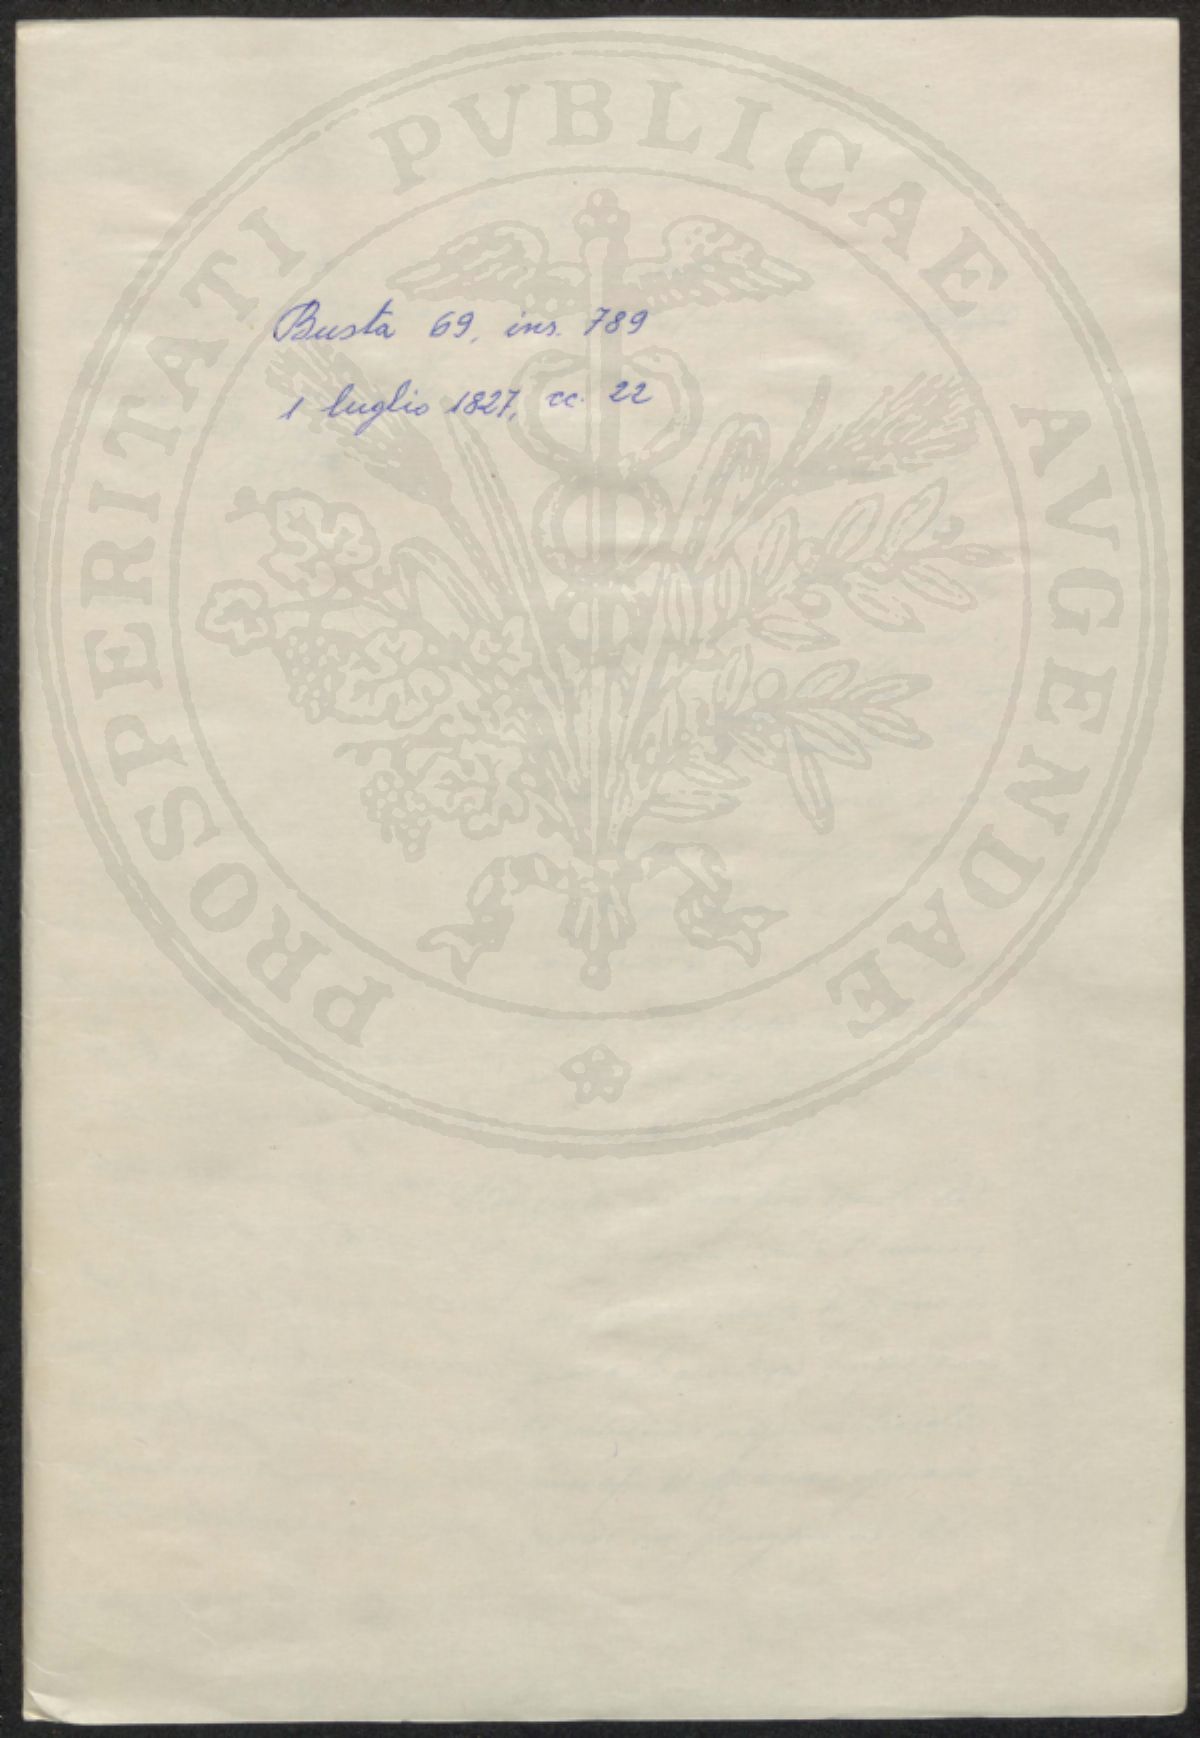 Busta 69, ins. 789
1 luglio 1827, cc. 22
PROSPERITATI PVBLICAE AVGENDAE